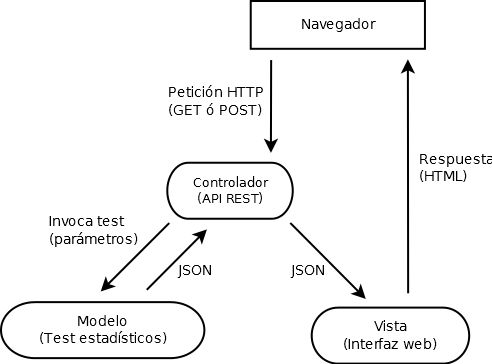 Navegador
Petición HTTP
(GET ó POST)
Respuesta
(HTML)
Controlador
(API REST)
Invoca test
(parámetros)
JSON
JSON
Modelo
(Test estadísticos)
Vista
(Interfaz web)